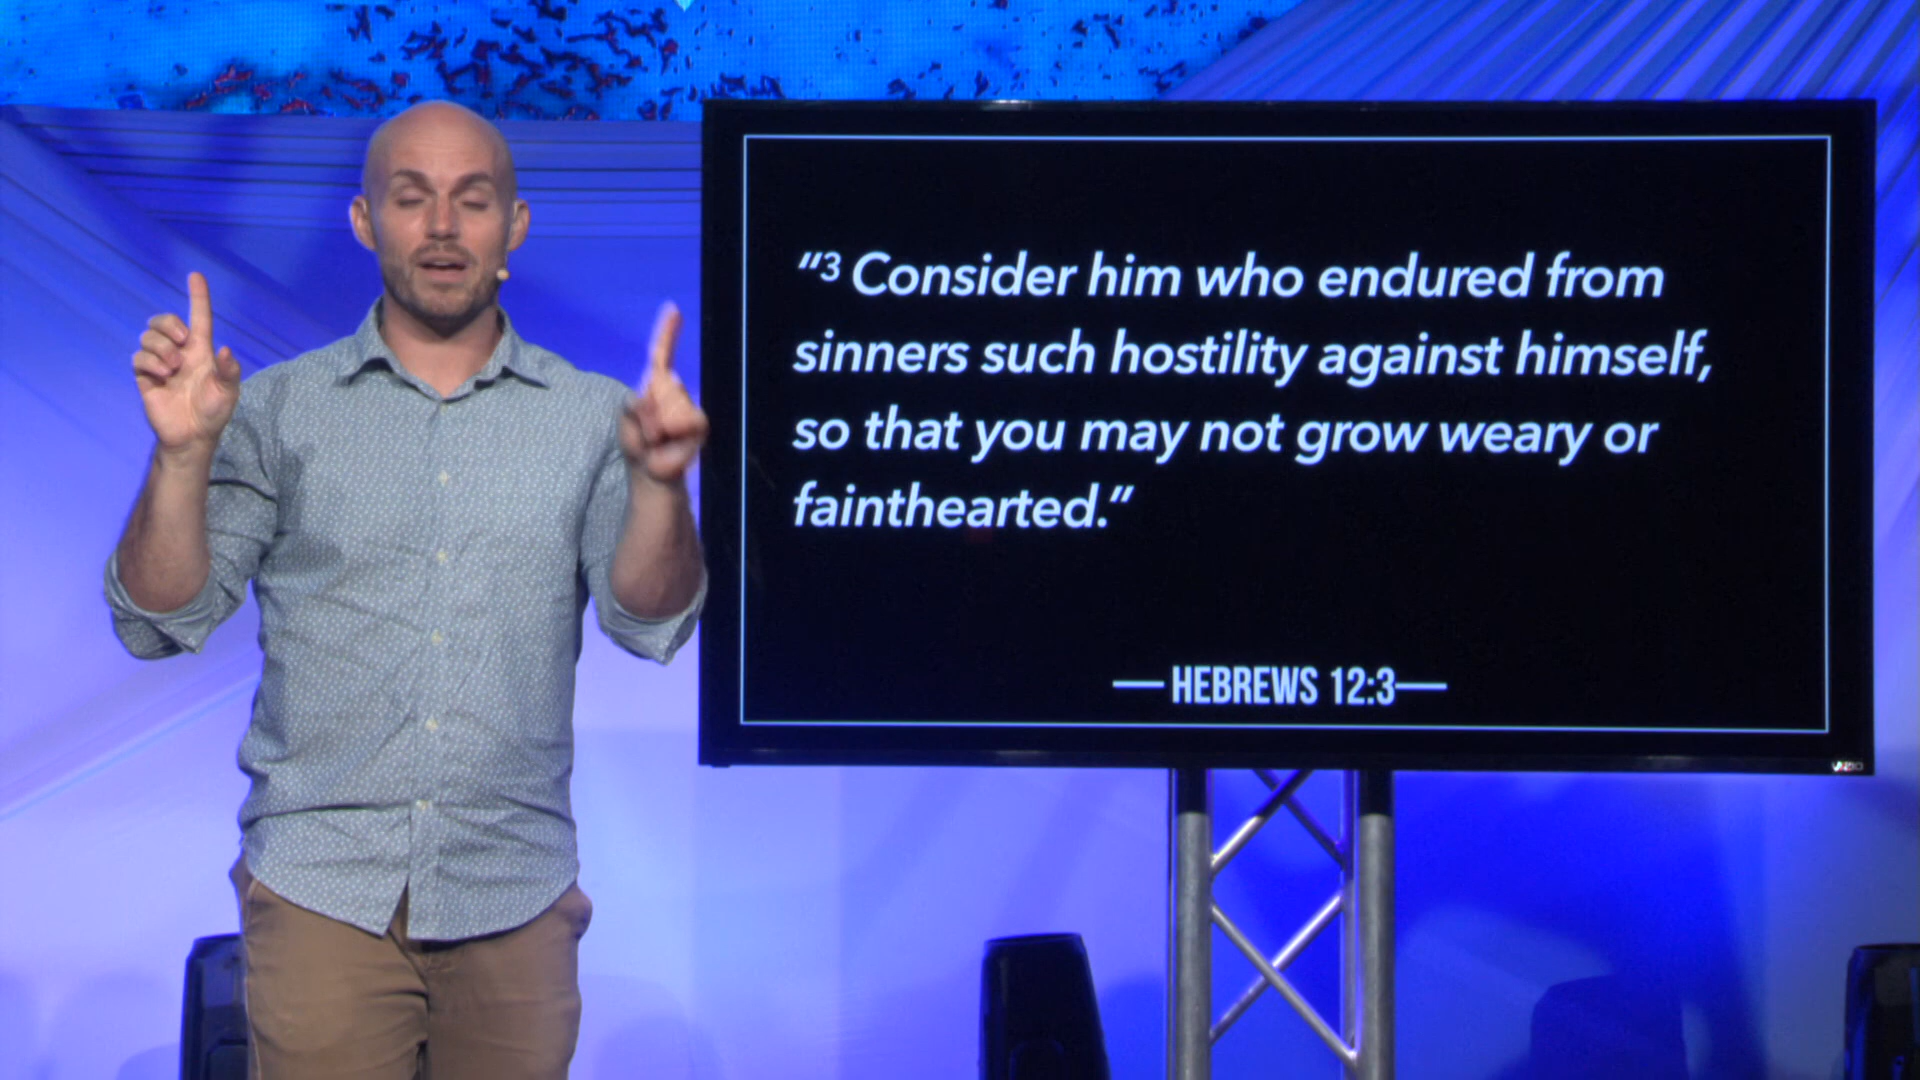 "³ Consider him who endured from
sinners such hostility against himself,
so that you may not grow weary or
fainthearted."
—HEBREWS 12:3—
VIZIO